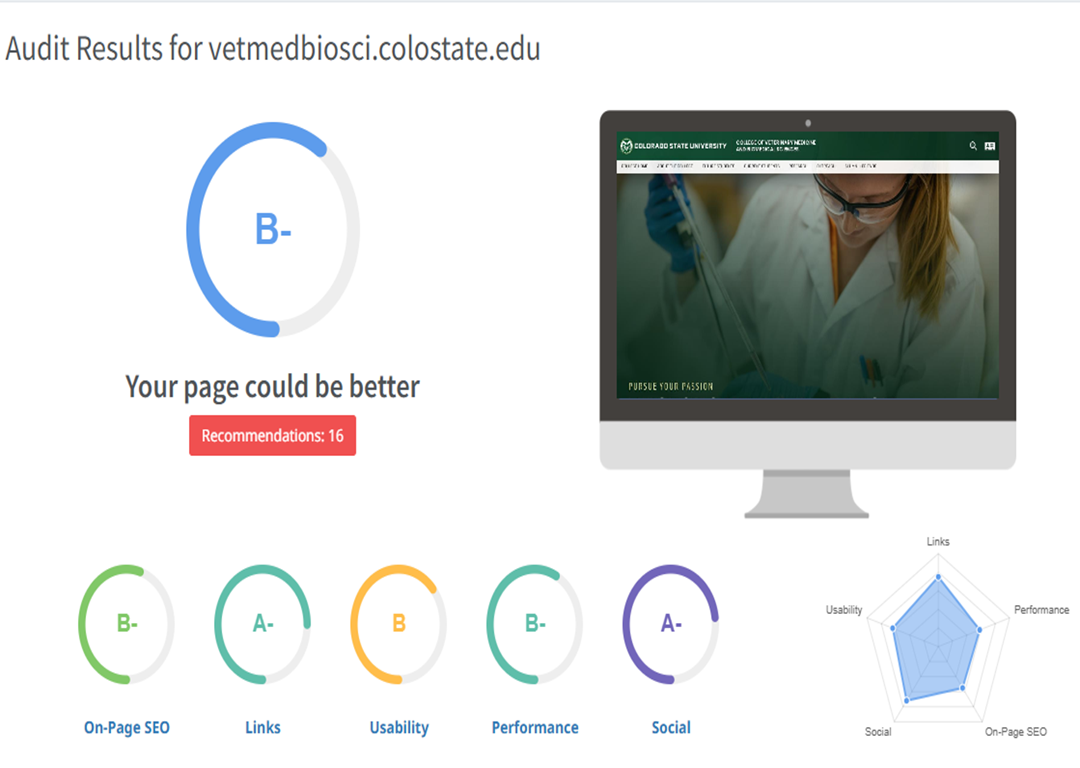 Audit Results for vetmedbiosci.colostate.edu
B-
Your page could be better
Recommendations: 16
COLORADO STATE UNIVERSITY
COLLEGE OF VETERINARY MEDICINE
AND BIOMEDICAL SCIENCES
PURSUE YOUR PASSION
B-
A-
B
B-
A-
On-Page SEO
Links
Usability
Performance
Social
Links
Usability
Performance
Social
On-Page SEO